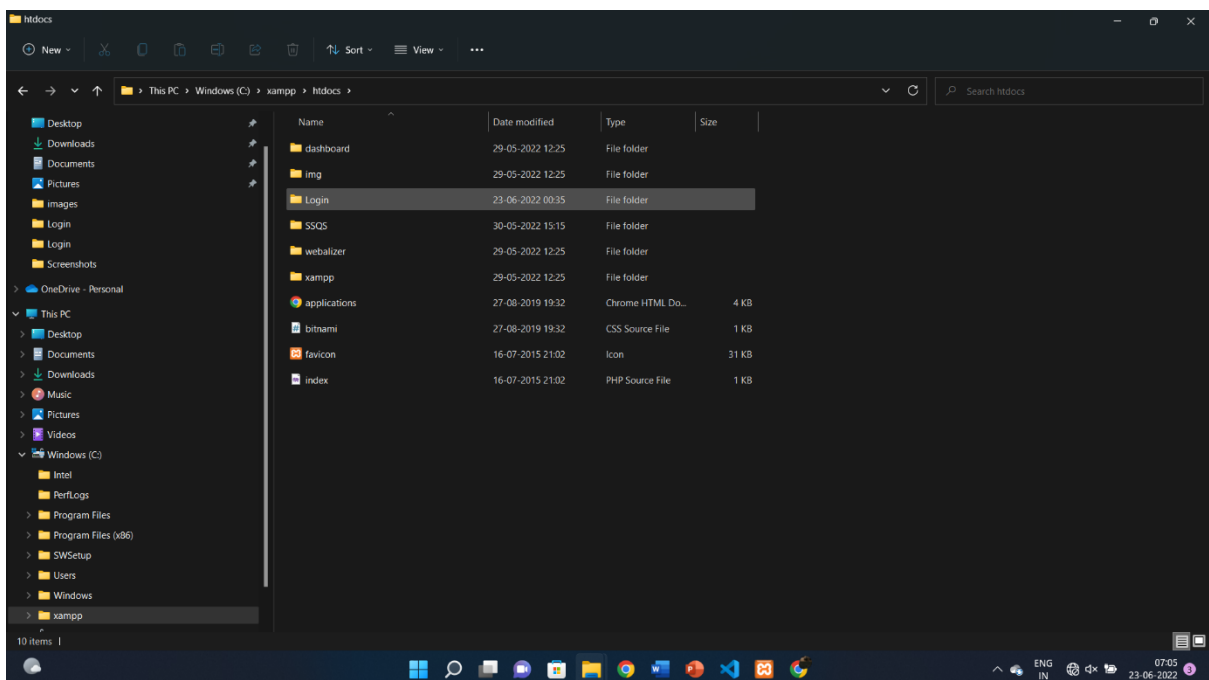 htdocs
New Sort View
This PC > Windows (C:) > xampp > htdocs >
Search htdocs
Desktop
Downloads
Documents
Pictures
images
Login
Login
Screenshots
OneDrive - Personal
This PC
Desktop
Documents
Downloads
Music
Pictures
Videos
Windows (C:)
Intel
PerfLogs
Program Files
Program Files (x86)
SWSetup
Users
Windows
xampp
Name Date modified Type Size
dashboard 29-05-2022 12:25 File folder
img 29-05-2022 12:25 File folder
Login 23-06-2022 00:35 File folder
SSQS 30-05-2022 15:15 File folder
webalizer 29-05-2022 12:25 File folder
xampp 29-05-2022 12:25 File folder
applications 27-08-2019 19:32 Chrome HTML Do... 4 KB
bitnami 27-08-2019 19:32 CSS Source File 1 KB
favicon 16-07-2015 21:02 Icon 31 KB
index 16-07-2015 21:02 PHP Source File 1 KB
10 items
ENG
IN
07:05
23-06-2022
3